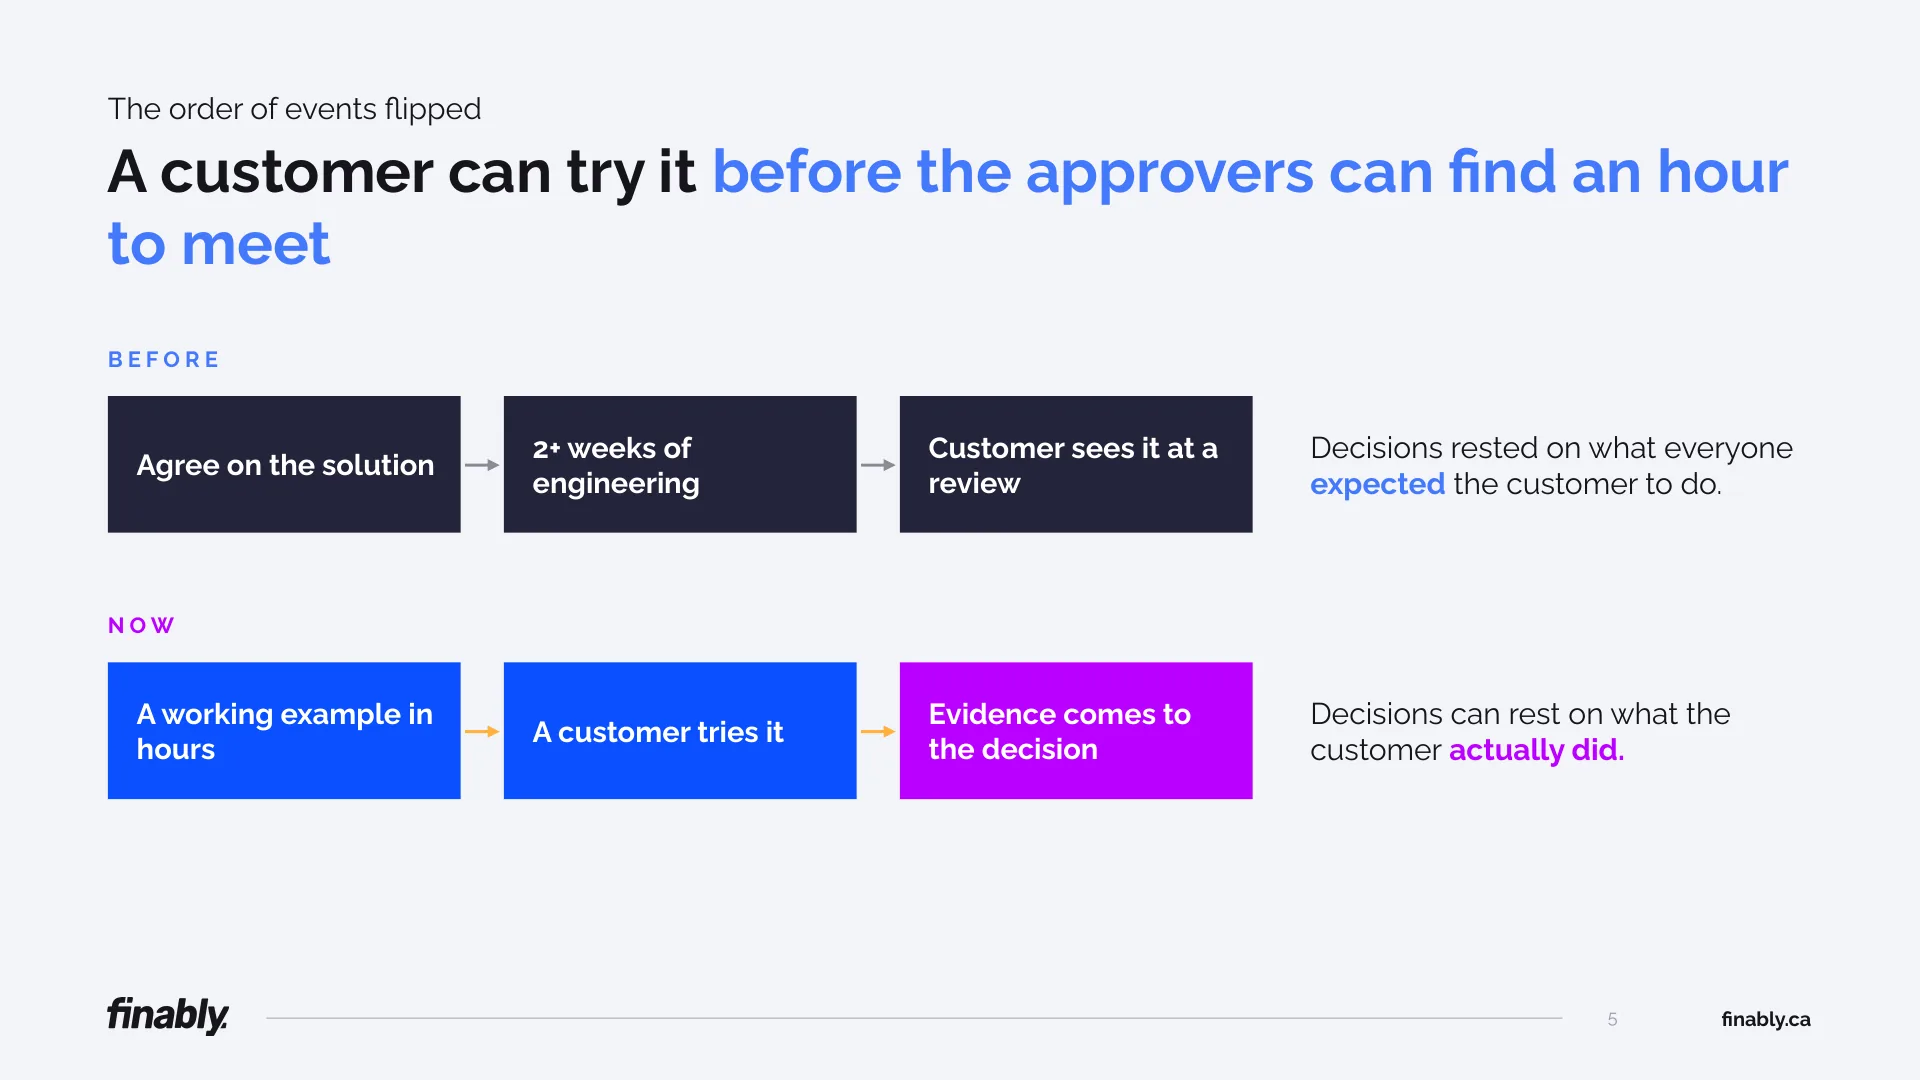 The order of events flipped
A customer can try it before the approvers can find an hour
to meet
BEFORE
Agree on the solution
2+ weeks of
engineering
Customer sees it at a
review
Decisions rested on what everyone
expected the customer to do.
NOW
A working example in
hours
A customer tries it
Evidence comes to
the decision
Decisions can rest on what the
customer actually did.
finably.
5
finably.ca